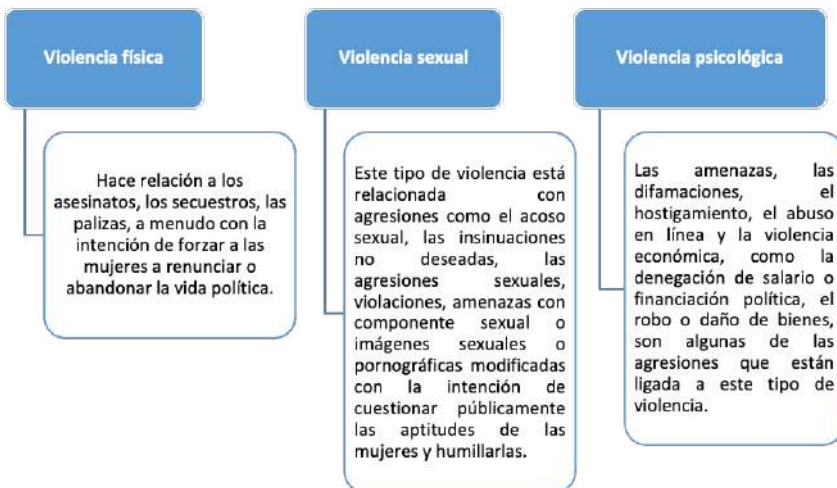 Violencia física
Hace relación a los
asesinatos, los secuestros, las
palizas, a menudo con la
intención de forzar a las
mujeres a renunciar o
abandonar la vida política.
Violencia sexual
Este tipo de violencia está
relacionada con
agresiones como el acoso
sexual, las insinuaciones
no deseadas, las
agresiones sexuales,
violaciones, amenazas con
componente sexual o
imágenes sexuales o
pornográficas modificadas
con la intención de
cuestionar públicamente
las aptitudes de las
mujeres y humillarlas.
Violencia psicológica
Las amenazas, las
difamaciones, el
hostigamiento, el abuso
en línea y la violencia
económica, como la
denegación de salario o
financiación política, el
robo o daño de bienes,
son algunas de las
agresiones que están
ligada a este tipo de
violencia.